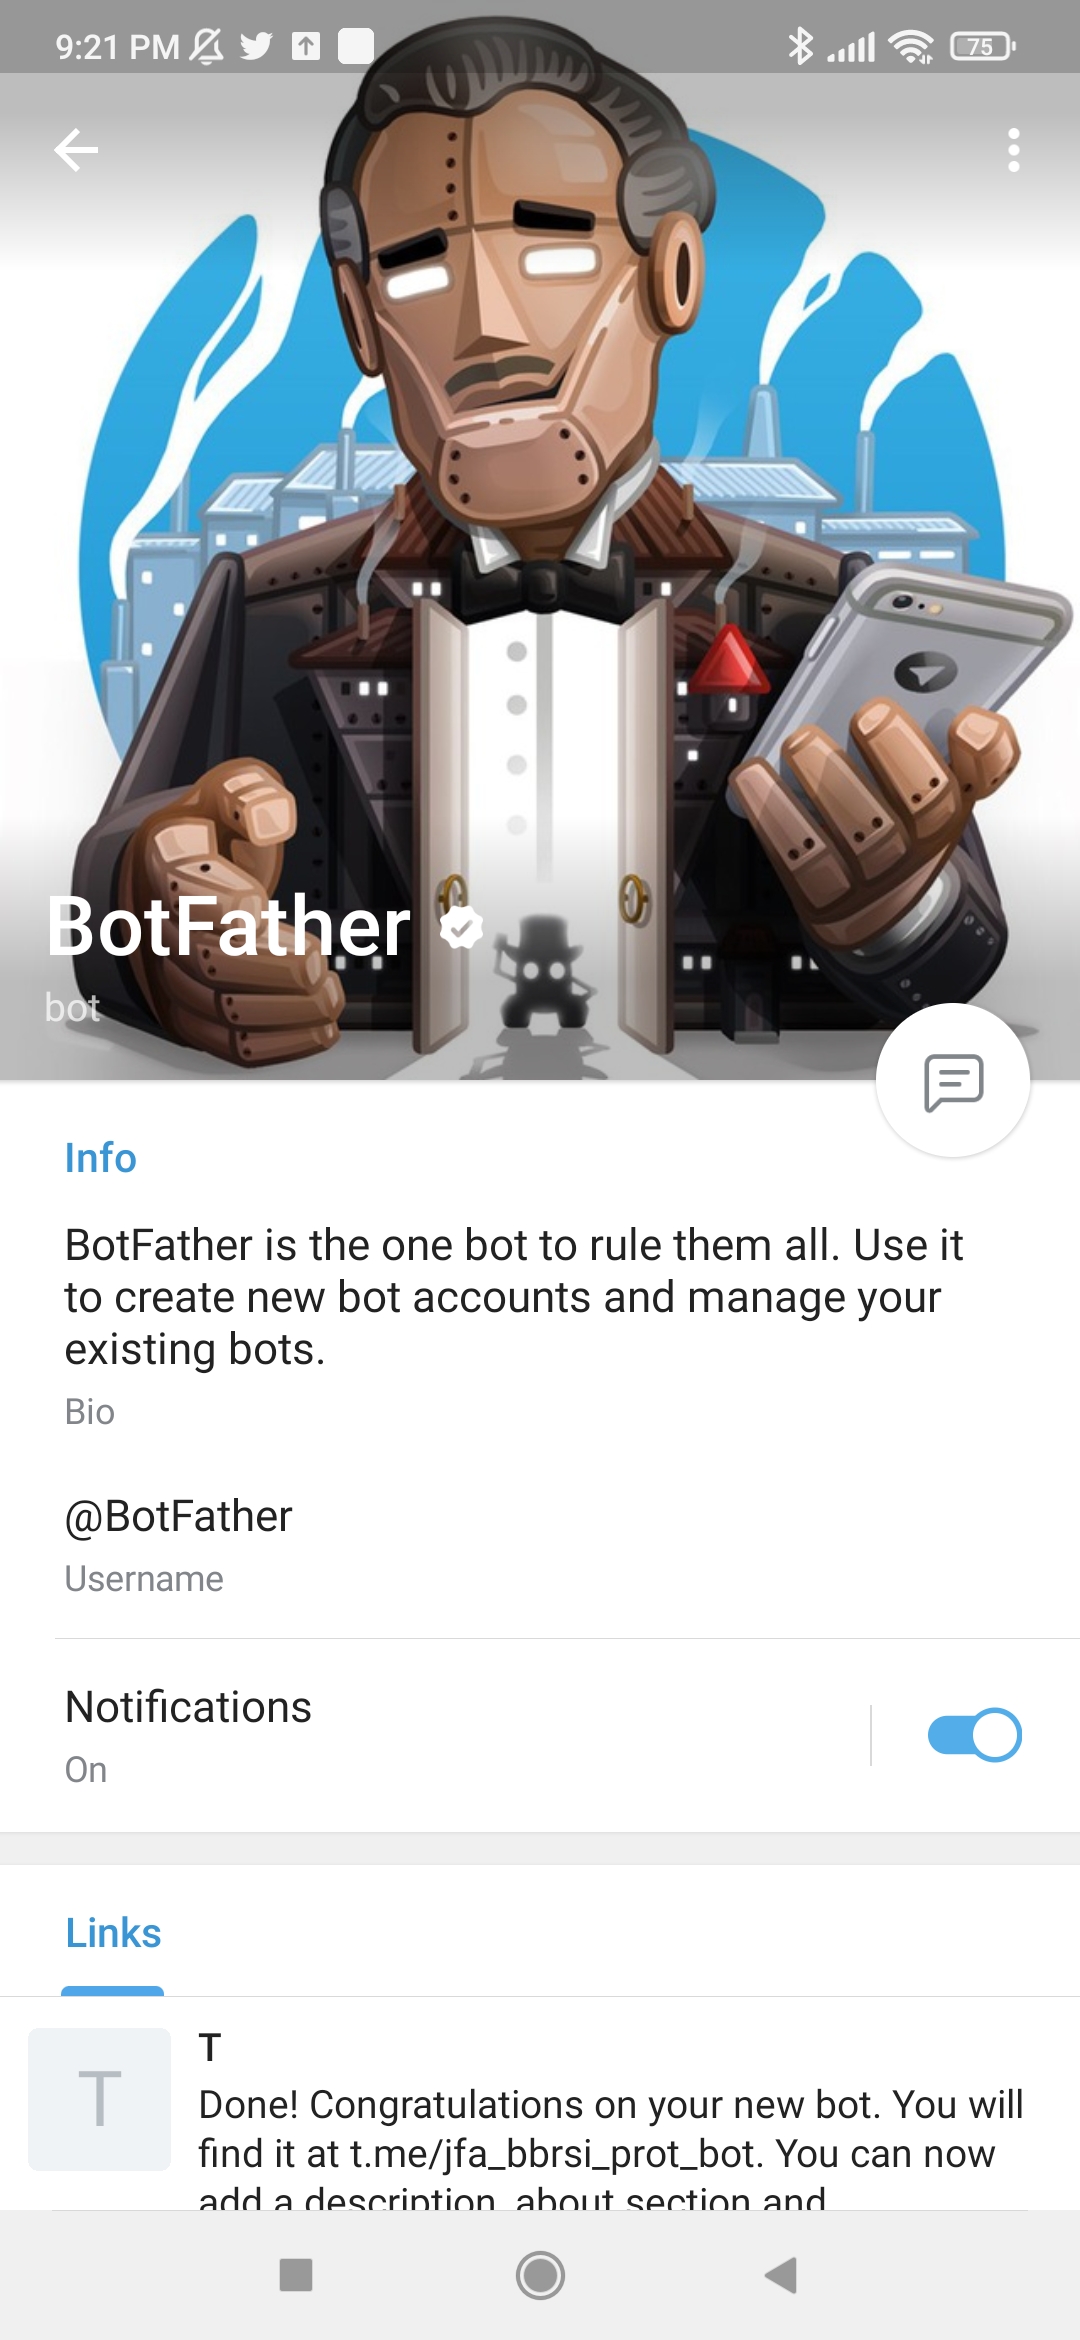 9:21 PM
75
BotFather
bot
Info
BotFather is the one bot to rule them all. Use it
to create new bot accounts and manage your
existing bots.
Bio
@BotFather
Username
Notifications
On
Links
T
T
Done! Congratulations on your new bot. You will
find it at t.me/jfa_bbrsi_prot_bot. You can now
add a description, about section and